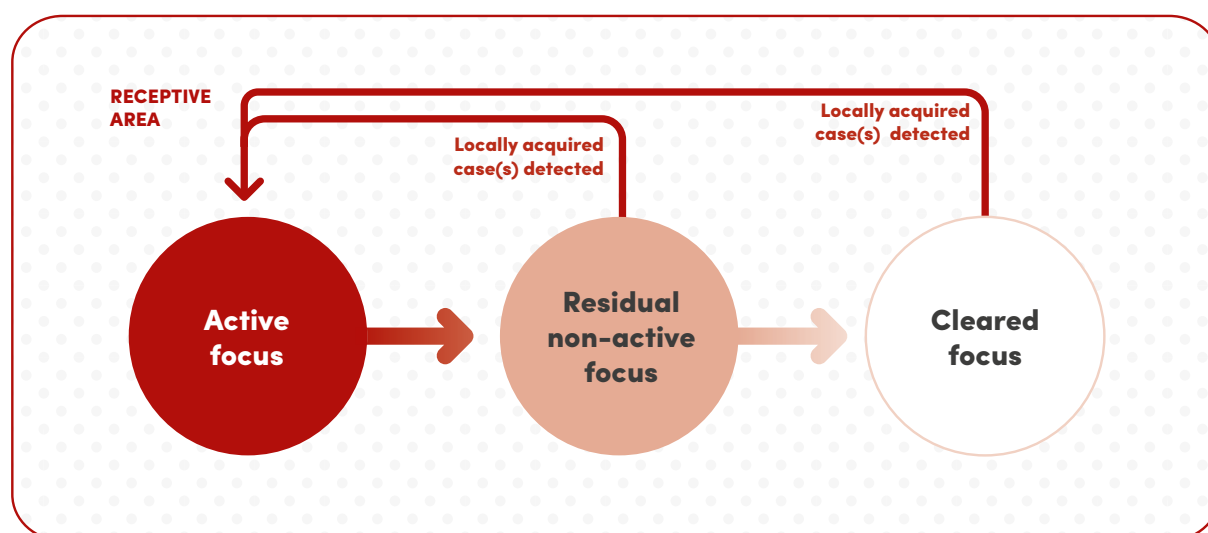 RECEPTIVE
AREA
Locally acquired
case(s) detected
Locally acquired
case(s) detected
Active
focus
Residual
non-active
focus
Cleared
focus